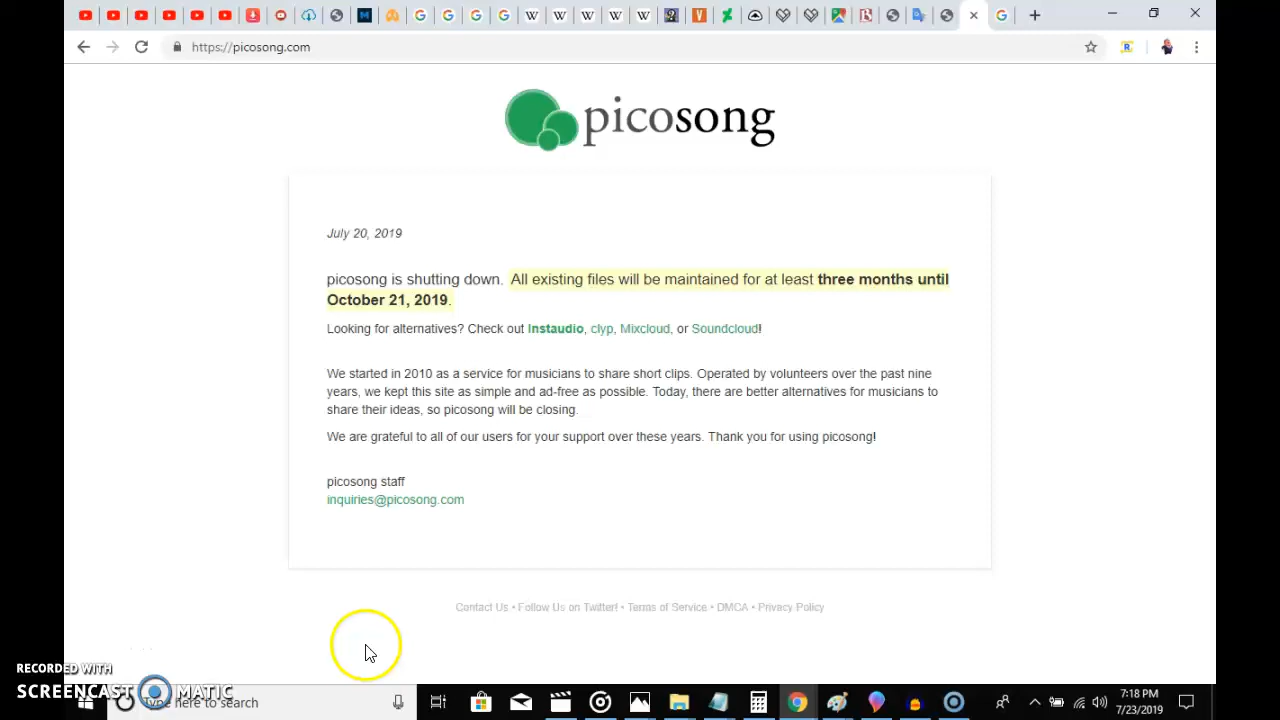 https://picosong.com
picosong
July 20, 2019
picosong is shutting down. All existing files will be maintained for at least three months until
October 21, 2019.
Looking for alternatives? Check out Instaudio, clyp, Mixcloud, or Soundcloud!
We started in 2010 as a service for musicians to share short clips. Operated by volunteers over the past nine
years, we kept this site as simple and ad-free as possible. Today, there are better alternatives for musicians to
share their ideas, so picosong will be closing.
We are grateful to all of our users for your support over these years. Thank you for using picosong!
picosong staff
inquiries@picosong.com
Contact Us • Follow Us on Twitter! • Terms of Service • DMCA • Privacy Policy
RECORDED WITH
SCREENCAST MATIC
Type here to search
7:18 PM
7/23/2019